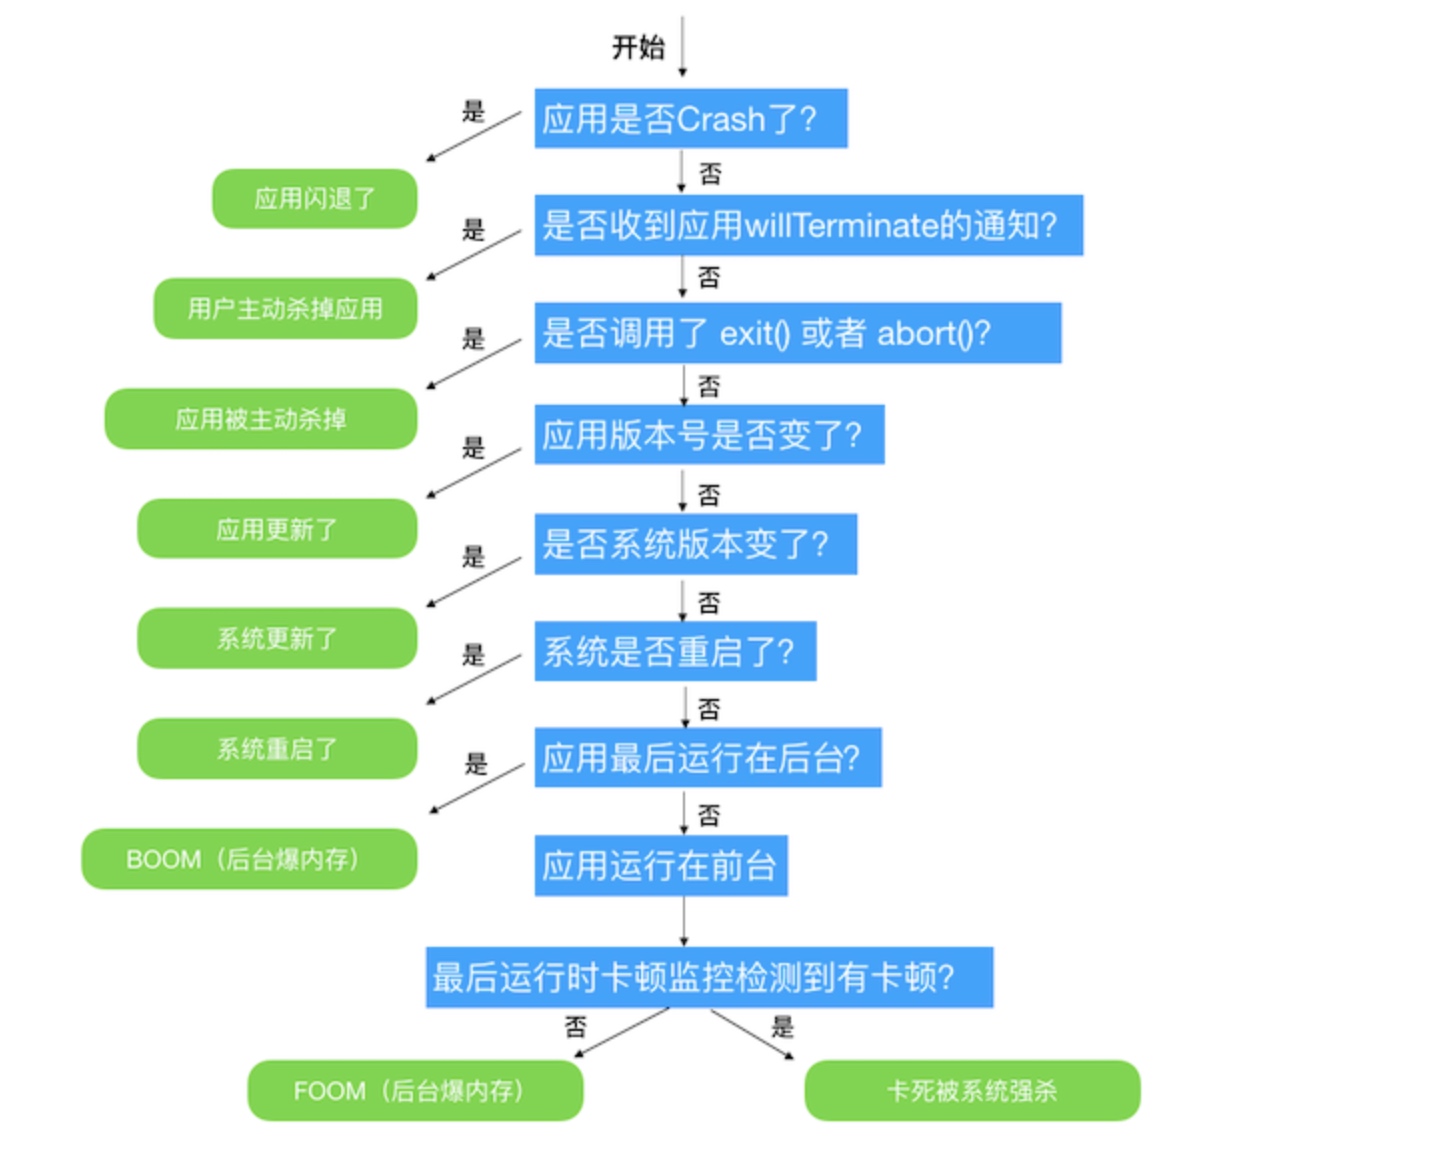 开始
应用是否Crash了?
是
否
应用闪退了
是否收到应用willTerminate的通知?
是
否
用户主动杀掉应用
是否调用了 exit() 或者 abort()?
是
否
应用被主动杀掉
应用版本号是否变了?
是
否
应用更新了
是否系统版本变了?
是
否
系统更新了
系统是否重启了?
是
否
系统重启了
应用最后运行在后台?
是
否
BOOM（后台爆内存）
应用运行在前台
最后运行时卡顿监控检测到有卡顿?
否
是
FOOM（后台爆内存）
卡死被系统强杀